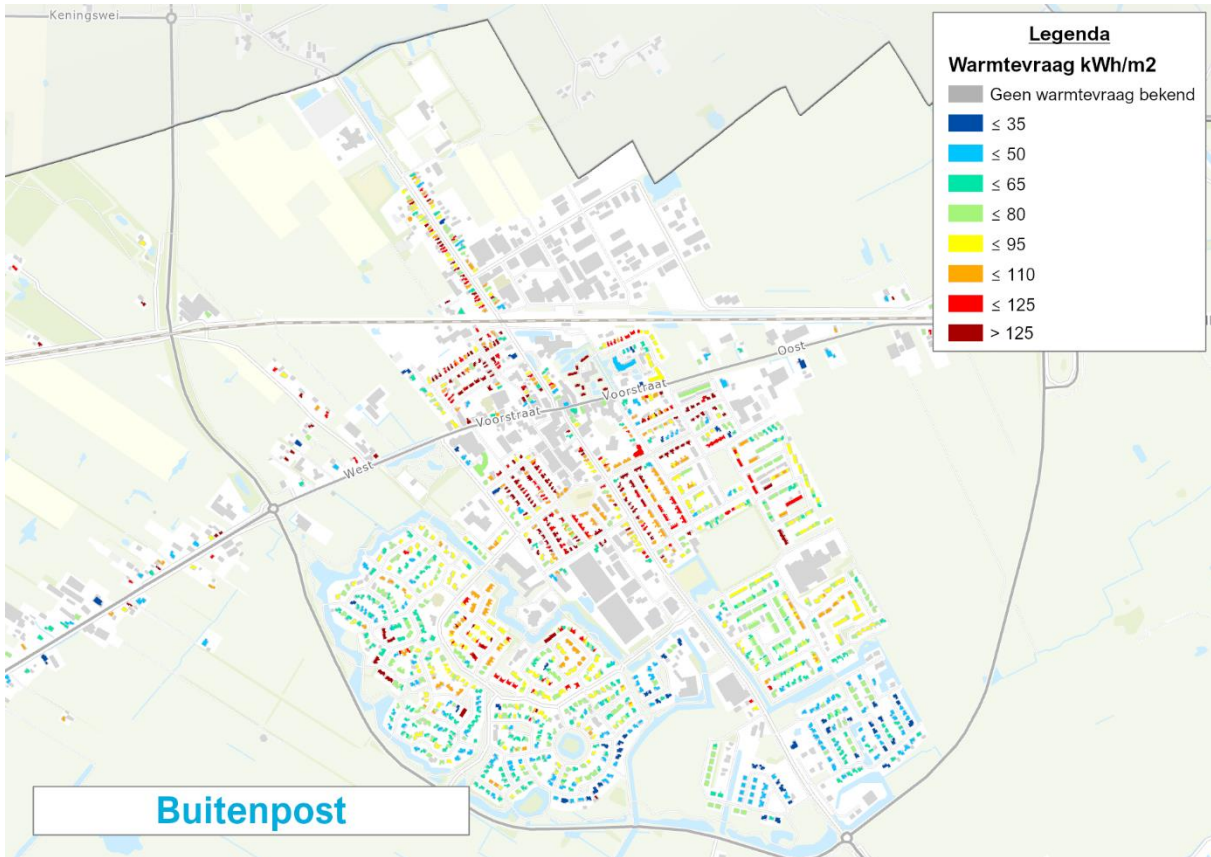 Keningswei
Legenda
Warmtevraag kWh/m2
Geen warmtevraag bekend
≤ 35
≤ 50
≤ 65
≤ 80
≤ 95
≤ 110
≤ 125
> 125
Oost
Voorstraat
Voorstraat
West
Buitenpost